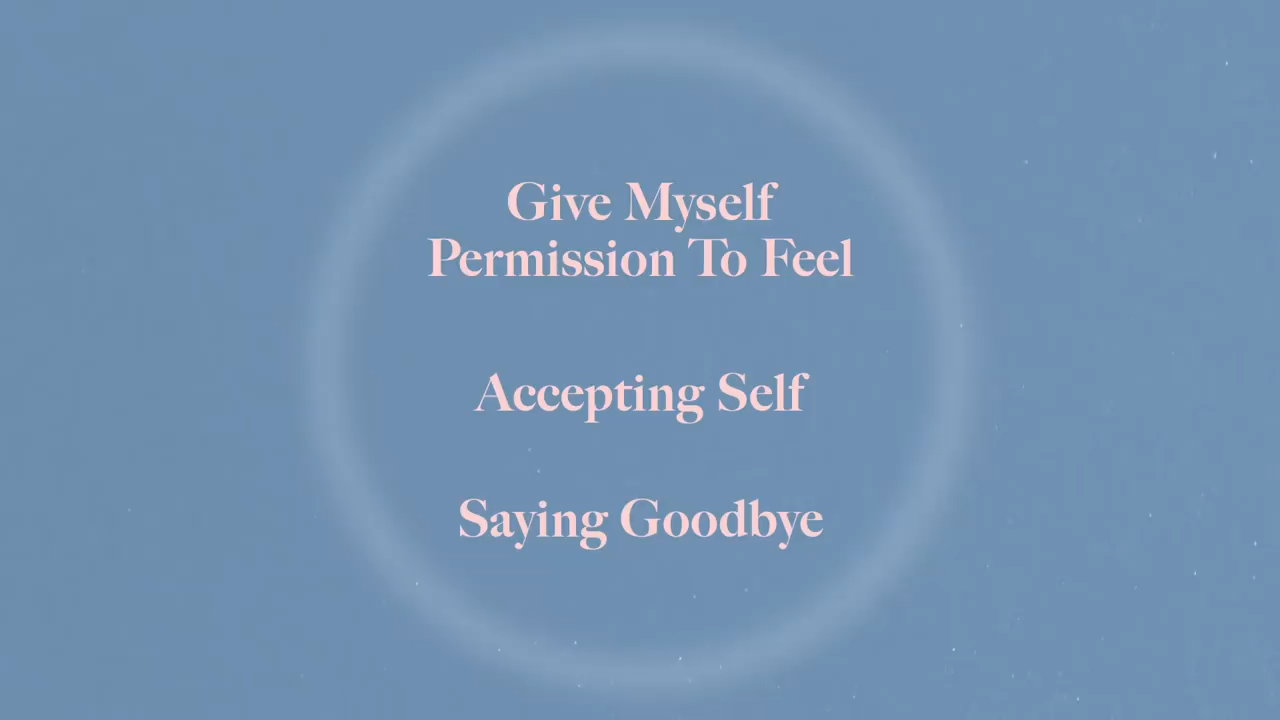 Give Myself
Permission To Feel
Accepting Self
Saying Goodbye